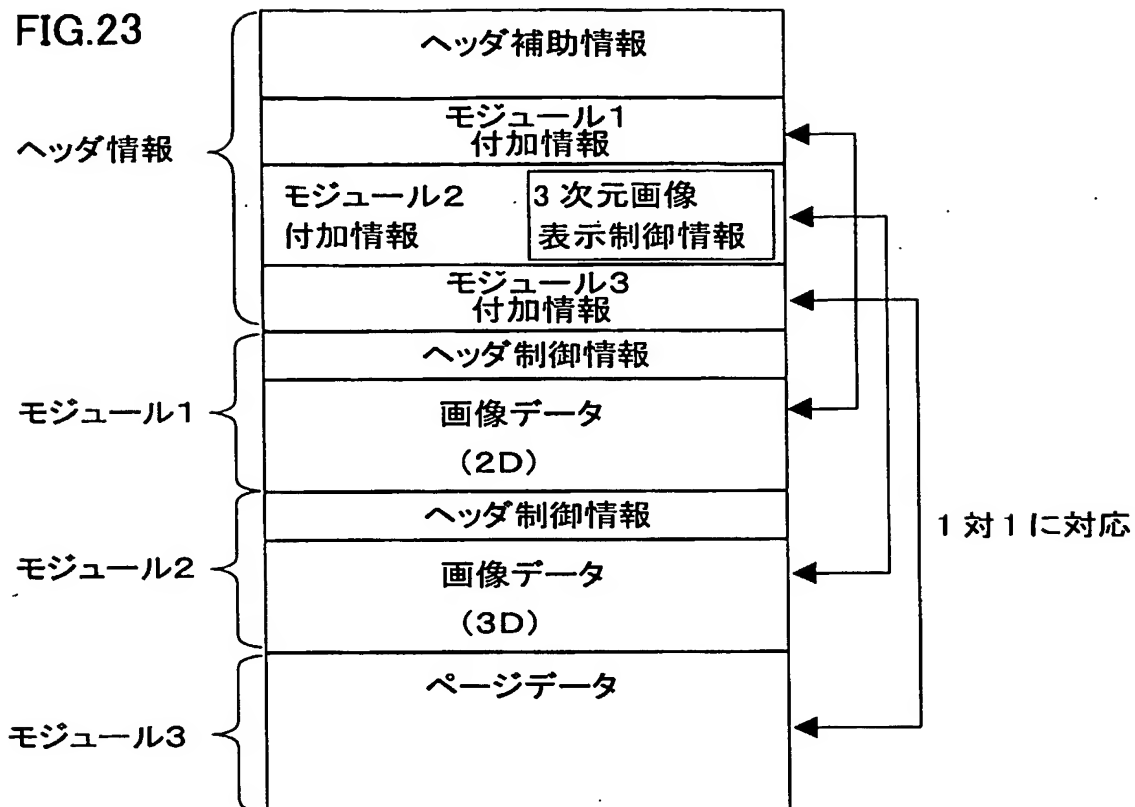 FIG.23
ヘッダ補助情報
ヘッダ情報
モジュール1
付加情報
モジュール2
付加情報
3次元画像
表示制御情報
モジュール3
付加情報
モジュール1
ヘッダ制御情報
画像データ
(2D)
モジュール2
ヘッダ制御情報
画像データ
(3D)
1対1に対応
モジュール3
ページデータ